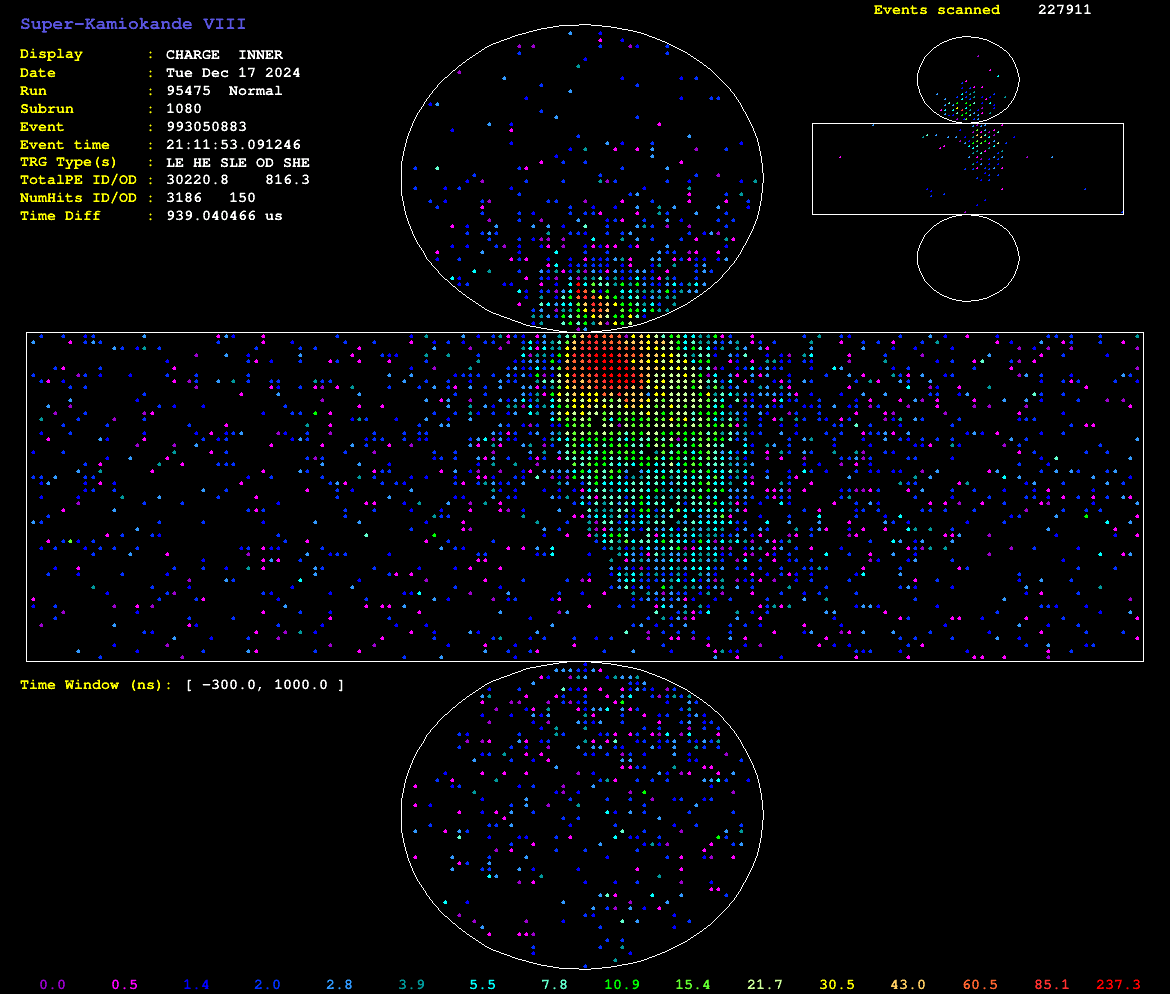 Super-Kamiokande VIII
Display : CHARGE INNER
Date : Tue Dec 17 2024
Run : 95475 Normal
Subrun : 1080
Event : 993050883
Event time : 21:11:53.091246
TRG Type(s) : LE HE SLE OD SHE
TotalPE ID/OD : 30220.8 816.3
NumHits ID/OD : 3186 150
Time Diff : 939.040466 us
Events scanned 227911
Time Window (ns): [ −300.0, 1000.0 ]
0.0 0.5 1.4 2.0 2.8 3.9 5.5 7.8 10.9 15.4 21.7 30.5 43.0 60.5 85.1 237.3